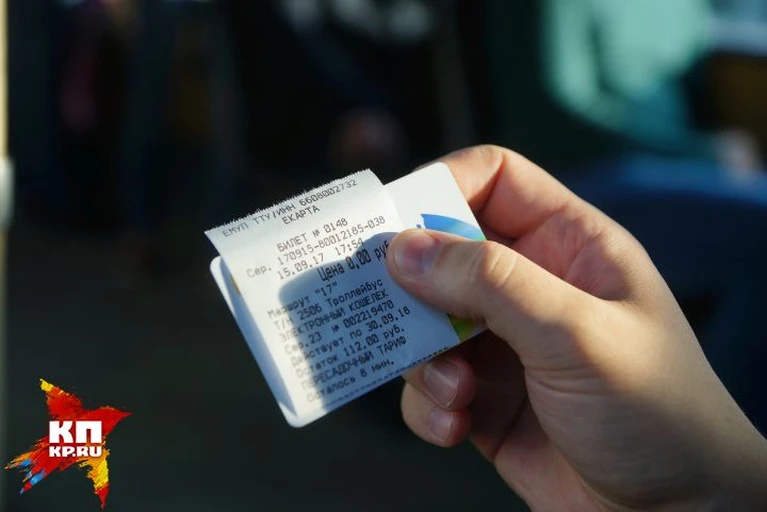 ЕМУП ТТУ/ИНН 6608002732
ЕКАРТА
БИЛЕТ № 0148
Сер. 170915-80012185-038
15.09.17 17:54
Цена 0,00 руб
Маршрут "17"
Т/Н 2506 Троллейбус
ЭЛЕКТРОННЫЙ КОШЕЛЕК
Сер.23 № 002219470
Действует по 30.09.18
Остаток 112,00 руб.
ПЕРЕСАДОЧНЫЙ ТАРИФ
Осталось 8 мин.
КП
KP.RU